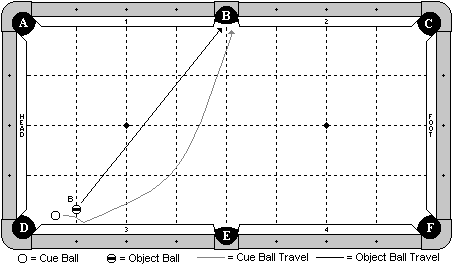 A B C
1 2
HEAD FOOT
B
D E F
3 4
= Cue Ball = Object Ball = Cue Ball Travel = Object Ball Travel